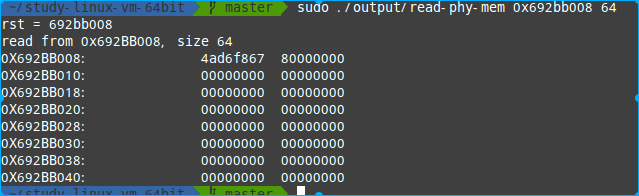 ~/study-linux-vm-64bit master sudo ./output/read-phy-mem 0x692bb008 64
rst = 692bb008
read from 0x692BB008, size 64
0X692BB008: 4ad6f867 80000000
0X692BB010: 00000000 00000000
0X692BB018: 00000000 00000000
0X692BB020: 00000000 00000000
0X692BB028: 00000000 00000000
0X692BB030: 00000000 00000000
0X692BB038: 00000000 00000000
0X692BB040: 00000000 00000000
~/study-linux-vm-64bit master